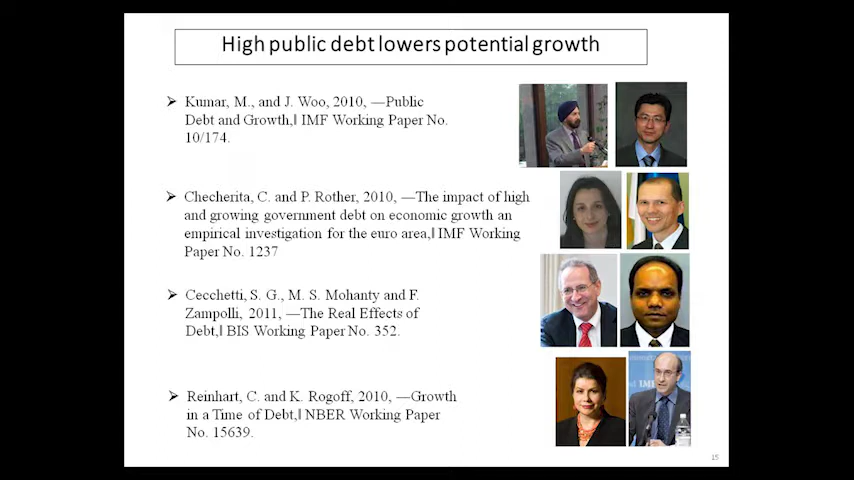 High public debt lowers potential growth
➢ Kumar, M., and J. Woo, 2010, ―Public
Debt and Growth,‖ IMF Working Paper No.
10/174.
➢ Checherita, C. and P. Rother, 2010, ―The impact of high
and growing government debt on economic growth an
empirical investigation for the euro area,‖ IMF Working
Paper No. 1237
➢ Cecchetti, S. G., M. S. Mohanty and F.
Zampolli, 2011, ―The Real Effects of
Debt,‖ BIS Working Paper No. 352.
➢ Reinhart, C. and K. Rogoff, 2010, ―Growth
in a Time of Debt,‖ NBER Working Paper
No. 15639.
IM
15